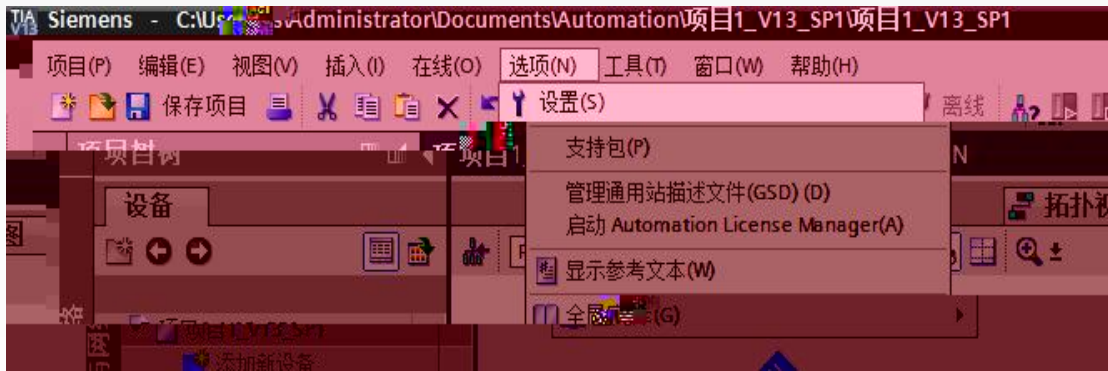 TIA V13 Siemens - C:\Us s\Administrator\Documents\Automation\项目1_V13_SP1\项目1_V13_SP1
项目(P) 编辑(E) 视图(V) 插入(I) 在线(O) 选项(N) 工具(T) 窗口(W) 帮助(H)
保存项目 设置(S) 离线
支持包(P)
设备
管理通用站描述文件(GSD) (D)
启动 Automation License Manager(A)
显示参考文本(W)
(G)
添加新设备